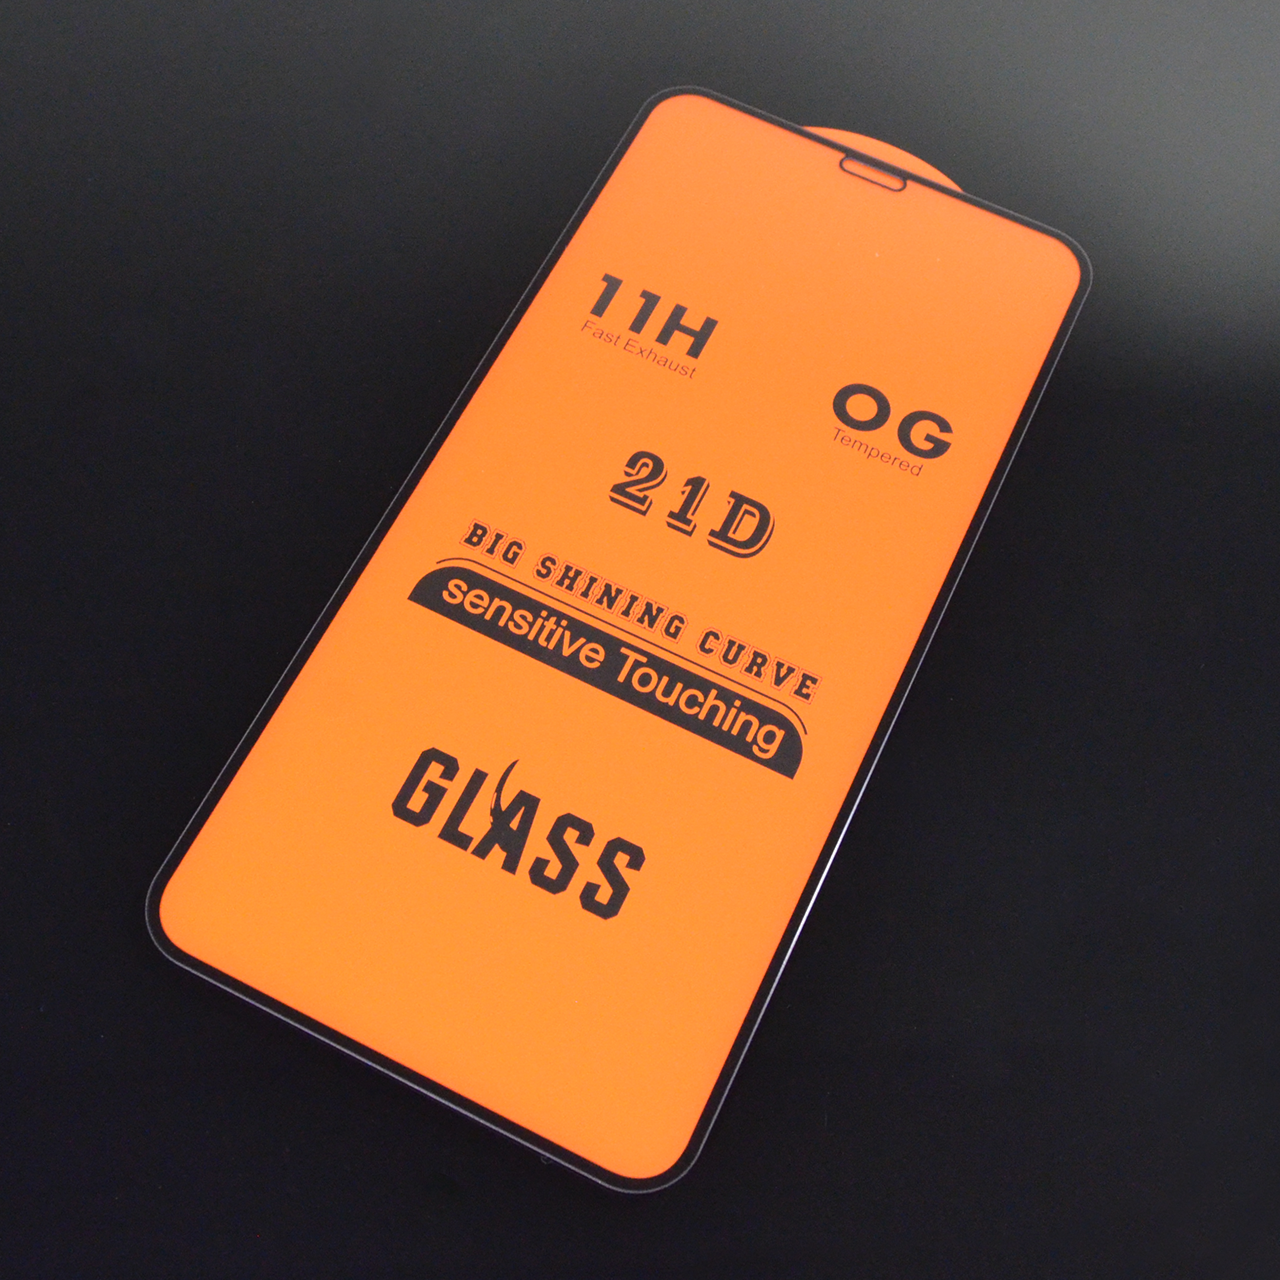 11H
Fast Exhaust
OG
Tempered
21D
BIG SHINING CURVE
sensitive Touching
GLASS